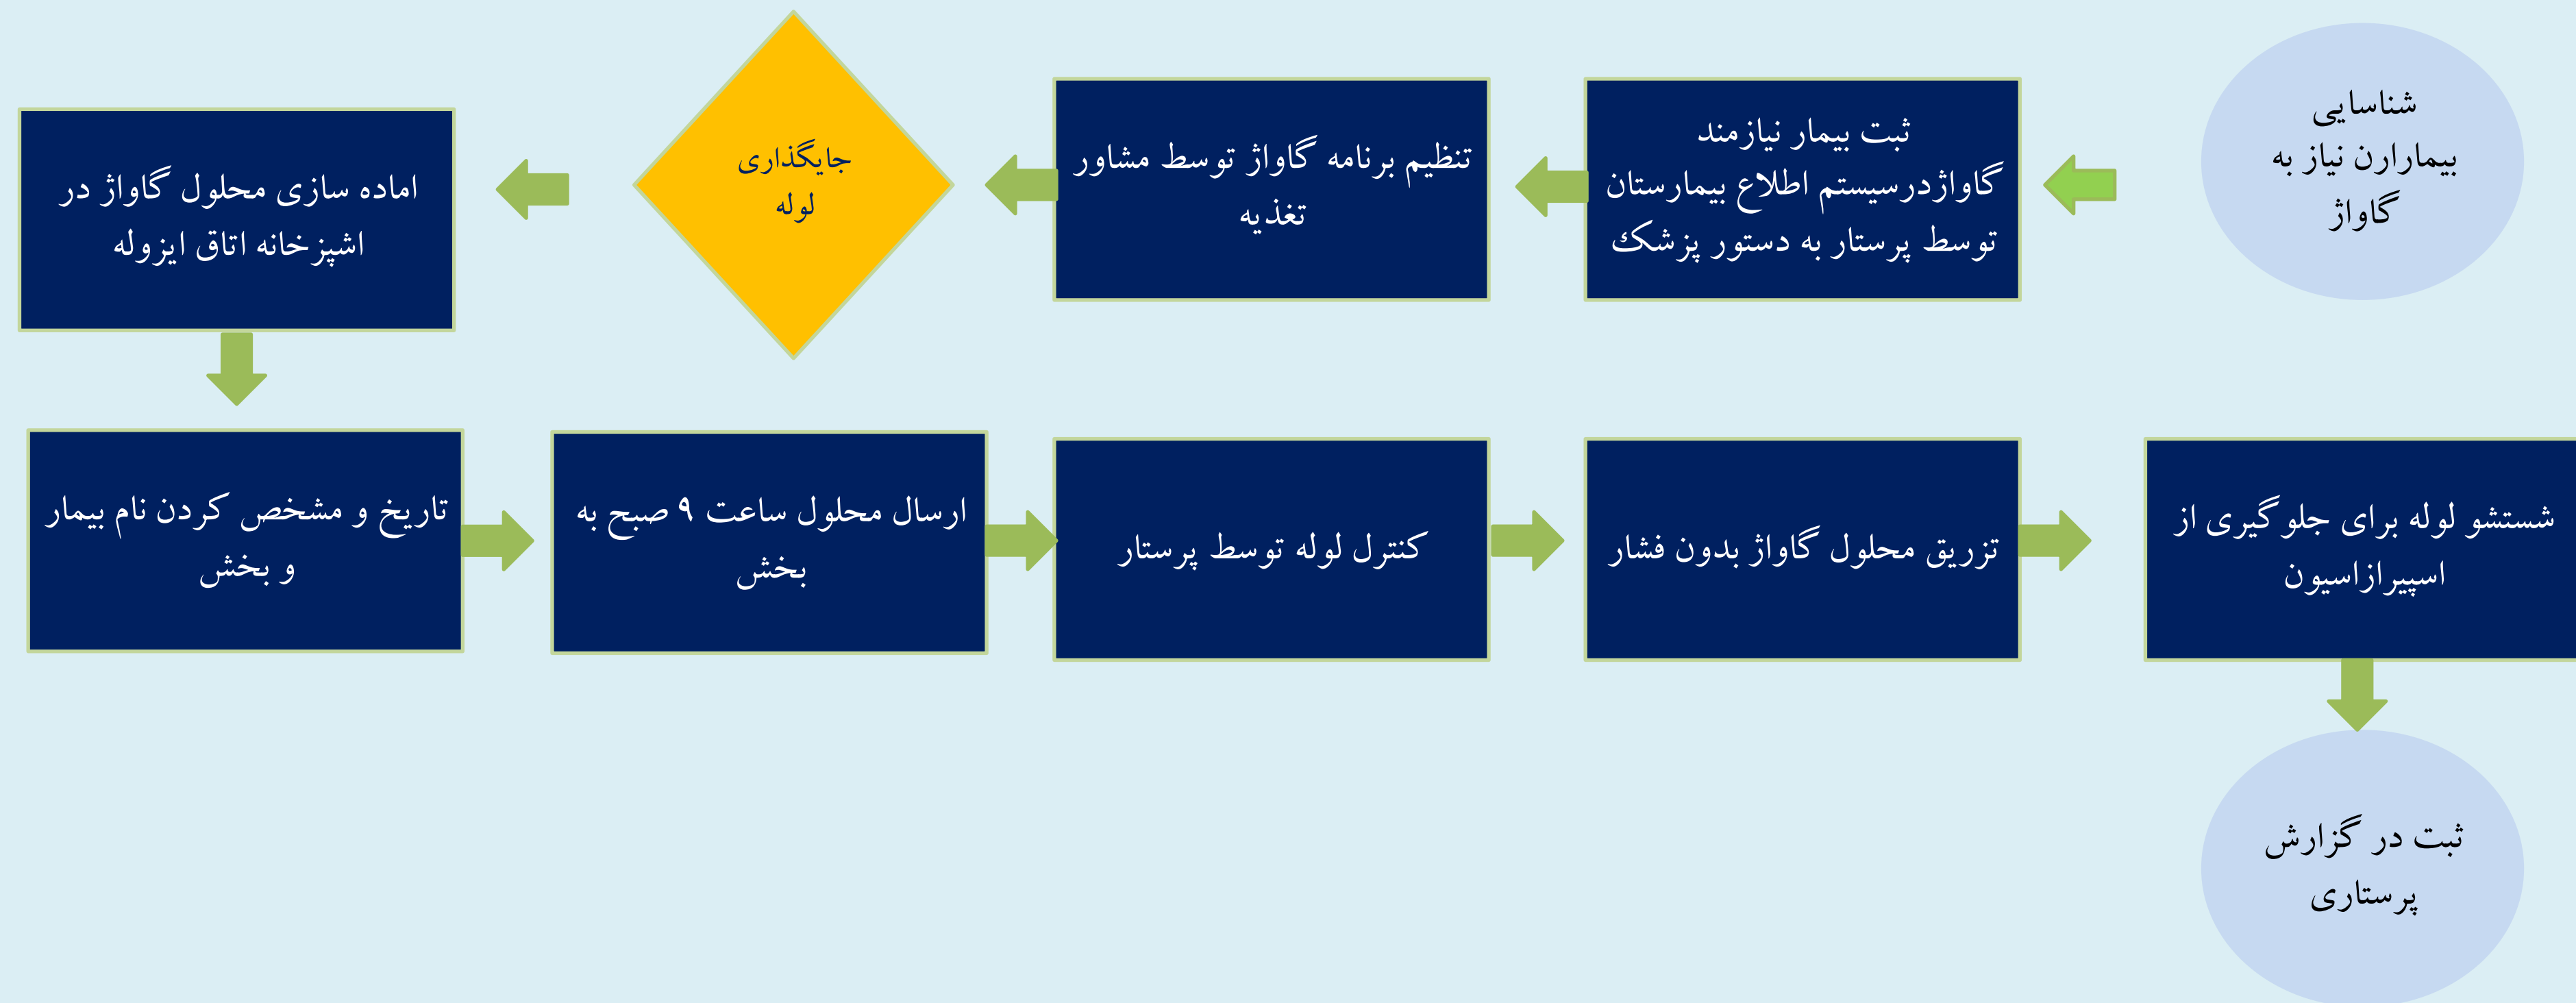 شناسایی
بیمارارن نیاز به
گاواژ
ثبت بیمار نیازمند
گاواژدرسیستم اطلاع بیمارستان
توسط پرستار به دستور پزشک
تنظیم برنامه گاواژ توسط مشاور
تغذیه
جایگذاری
لوله
اماده سازی محلول گاواژ در
اشپزخانه اتاق ایزوله
تاریخ و مشخص کردن نام بیمار
و بخش
ارسال محلول ساعت ۹ صبح به
بخش
کنترل لوله توسط پرستار
تزریق محلول گاواژ بدون فشار
شستشو لوله برای جلوگیری از
اسپیرازاسیون
ثبت در گزارش
پرستاری